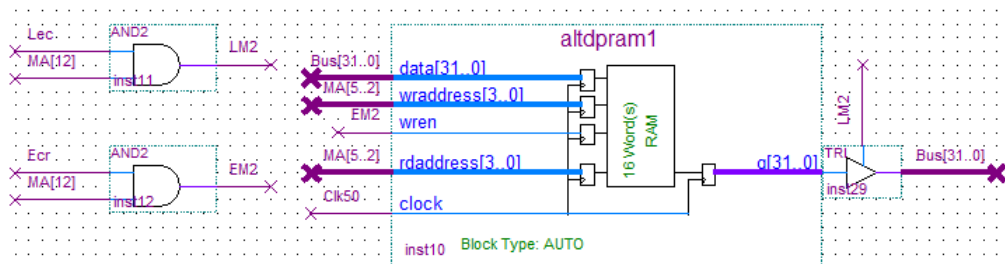 Lec
AND2
LM2
MA[12]
inst11
Ecr
AND2
EM2
MA[12]
inst12
altdpram1
Bus[31..0]
data[31..0]
MA[5..2]
wraddress[3..0]
EM2
wren
MA[5..2]
rdaddress[3..0]
Clk50
clock
16 Word(s)
RAM
q[31..0]
inst10
Block Type: AUTO
LM2
TRI
Bus[31..0]
inst29